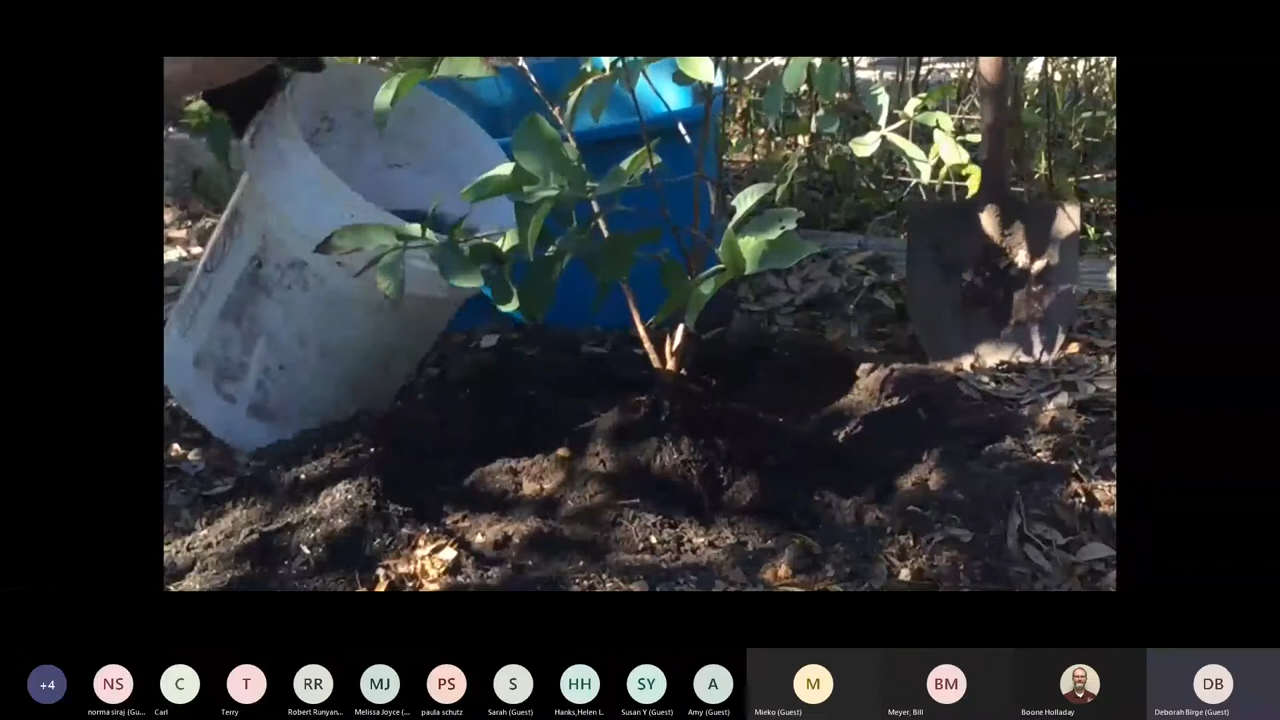 +4
NS
C
T
RR
MJ
PS
S
HH
SY
A
M
BM
DB
norma siraj (Gu...
Carl
Terry
Robert Runyan...
Melissa Joyce (...
paula schutz
Sarah (Guest)
Hanks,Helen L.
Susan Y (Guest)
Amy (Guest)
Mieko (Guest)
Meyer, Bill
Boone Holladay
Deborah Birge (Guest)